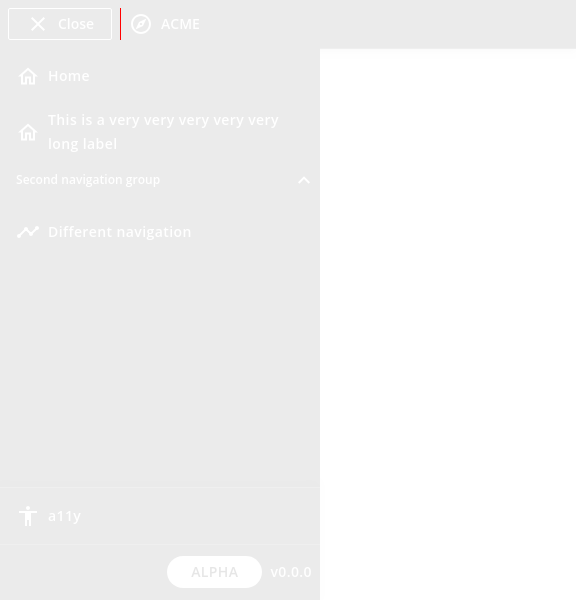 Close
ACME
Home
This is a very very very very very
long label
Second navigation group
Different navigation
a11y
ALPHA
v0.0.0